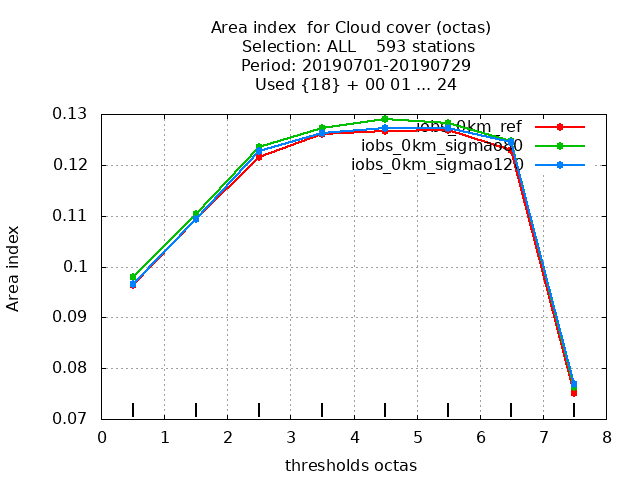 Area index  for Cloud cover (octas)
Selection: ALL    593 stations
Period: 20190701-20190729
Used {18} + 00 01 ... 24
0.13
iobs_0km_ref
iobs_0km_sigmao80
iobs_0km_sigmao120
0.12
0.11
0.1
0.09
0.08
0.07
Area index
0 1 2 3 4 5 6 7 8
thresholds octas